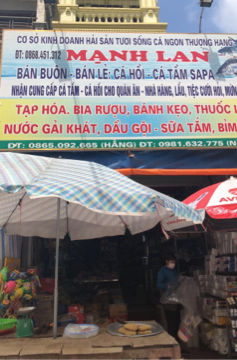 CƠ SỞ KINH DOANH HẢI SẢN TƯƠI SỐNG CÁ NGON THƯỢNG HẠNG
ĐT: 0868.451.312
MẠNH LAN
BÁN BUÔN - BÁN LẺ: CÁ HỒI - CÁ TẦM SAPA
NHẬN CUNG CẤP CÁ TẦM - CÁ HỒI CHO QUÁN ĂN - NHÀ HÀNG, LẨU, TIỆC CƯỚI HỎI, MỪN
TẠP HÓA. BIA RƯỢU, BÁNH KẸO, THUỐC L
NƯỚC GẢI KHÁT, DẦU GỘI - SỮA TẮM, BỈM
ĐT: 0865.092.665 (HẰNG) ĐT: 0981.632.775 (N